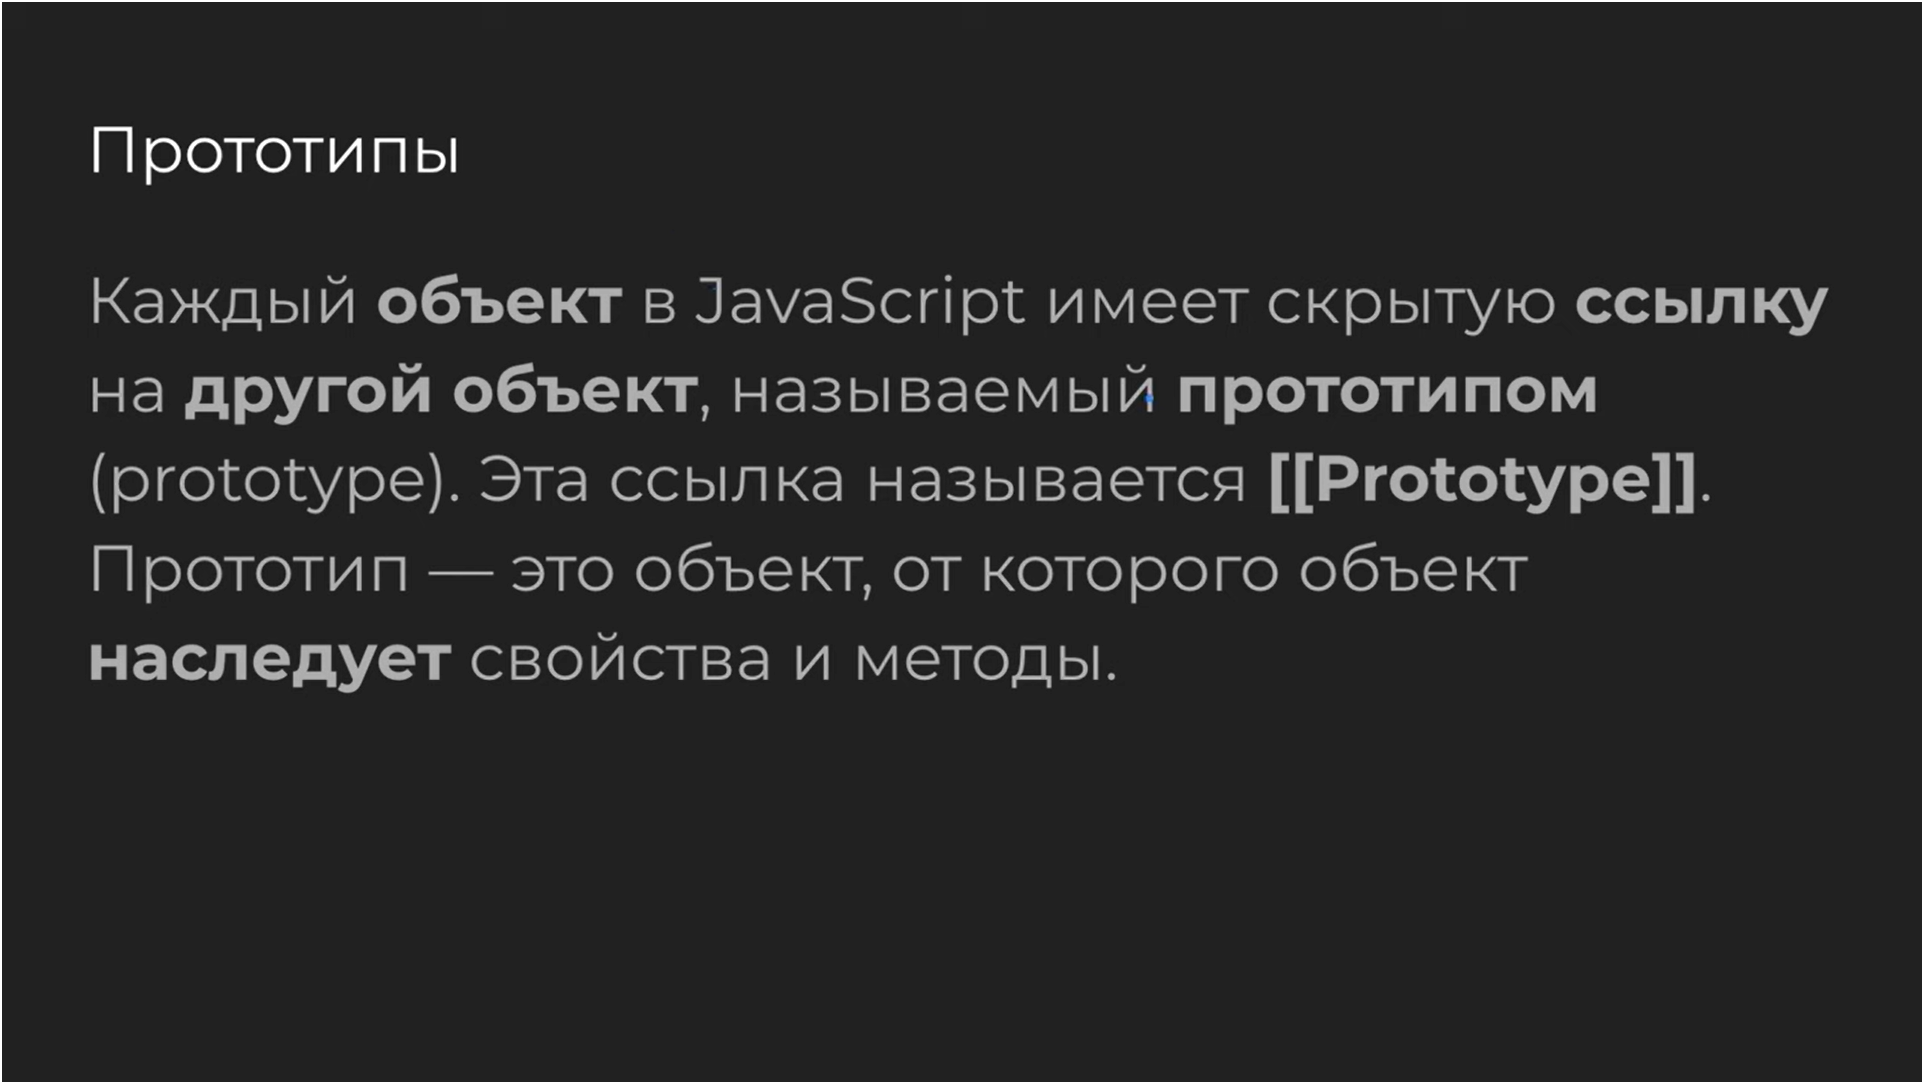 Прототипы
Каждый объект в JavaScript имеет скрытую ссылку
на другой объект, называемый прототипом
(prototype). Эта ссылка называется [[Prototype]].
Прототип — это объект, от которого объект
наследует свойства и методы.